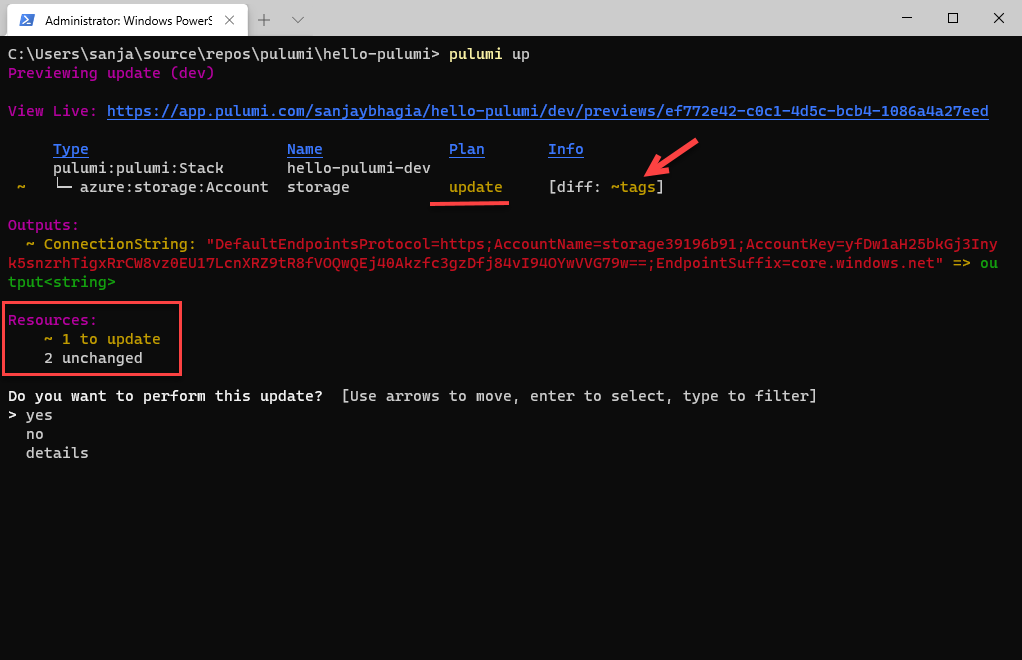 Administrator: Windows PowerS
C:\Users\sanja\source\repos\pulumi\hello-pulumi> pulumi up
Previewing update (dev)
View Live: https://app.pulumi.com/sanjaybhagia/hello-pulumi/dev/previews/ef772e42-c0c1-4d5c-bcb4-1086a4a27eed
Type Name Plan Info
pulumi:pulumi:Stack hello-pulumi-dev
~ └─ azure:storage:Account storage update [diff: ~tags]
Outputs:
~ ConnectionString: "DefaultEndpointsProtocol=https;AccountName=storage39196b91;AccountKey=yfDw1aH25bkGj3Iny
k5snzrhTigxRrCW8vz0EU17LcnXRZ9tR8fVOQwQEj40Akzfc3gzDfj84vI94OYwVVG79w==;EndpointSuffix=core.windows.net" => ou
tput<string>
Resources:
~ 1 to update
2 unchanged
Do you want to perform this update? [Use arrows to move, enter to select, type to filter]
> yes
no
details